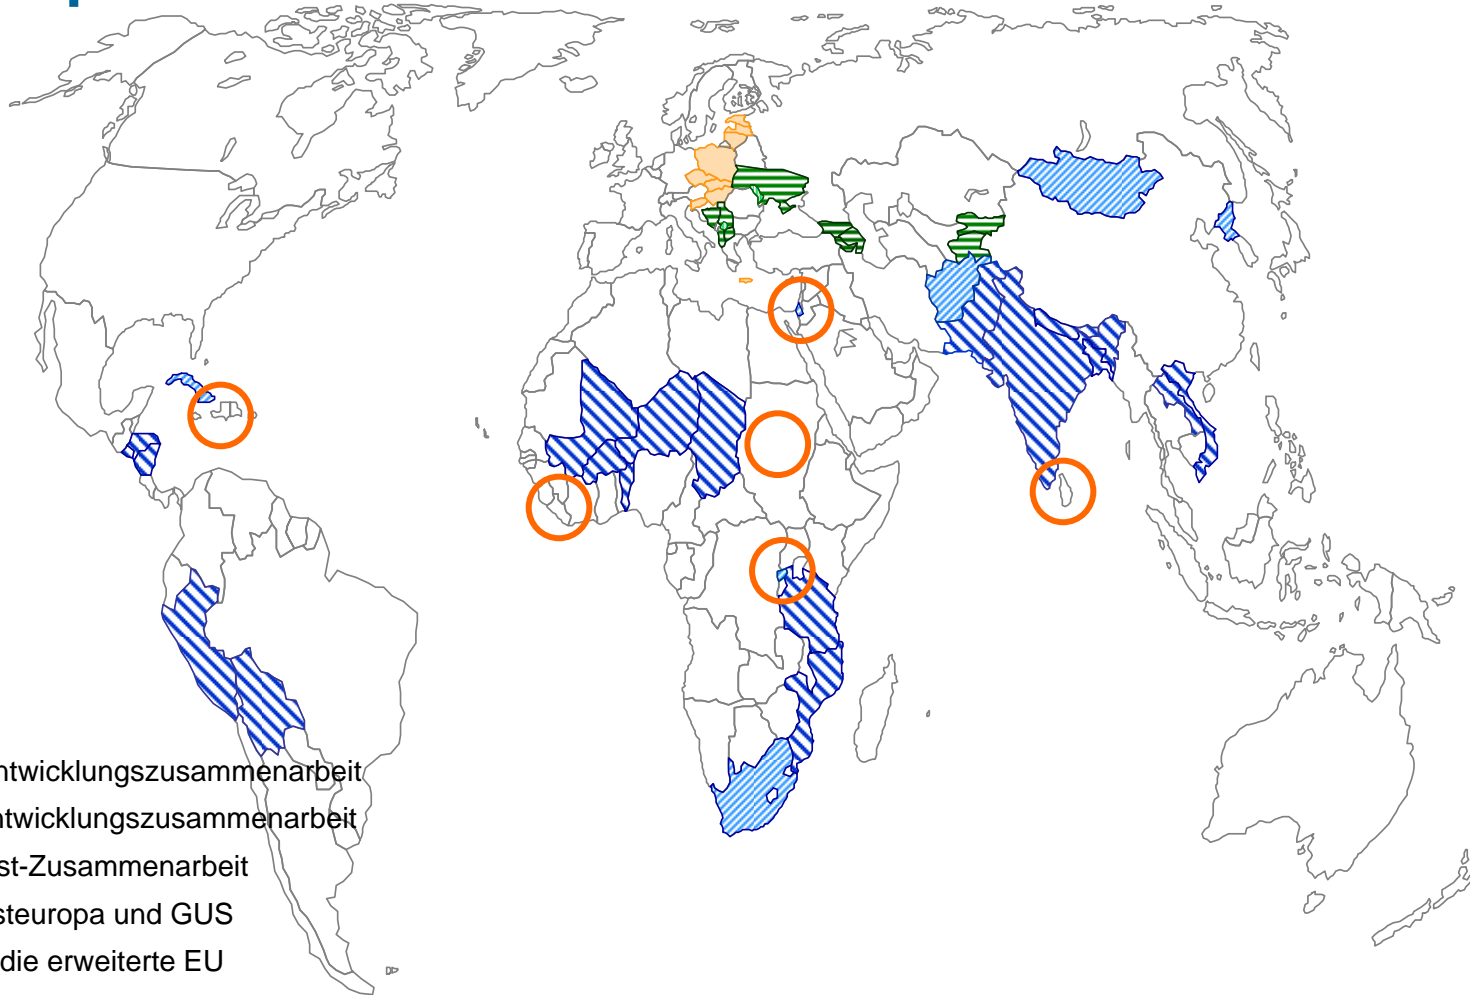 ntwicklungszusammenarbeit
ntwicklungszusammenarbeit
st-Zusammenarbeit
steuropa und GUS
die erweiterte EU